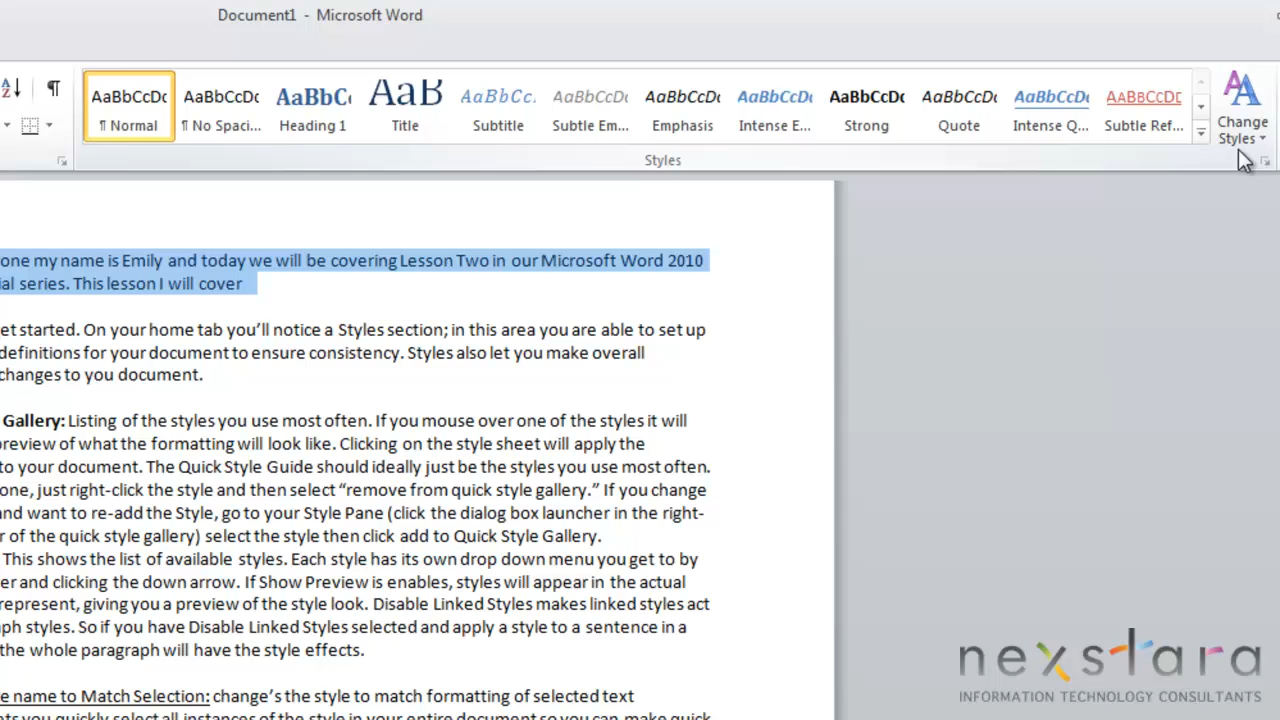 Document1 - Microsoft Word
AaBbCcDc AaBbCcDc AaBbC AaB AaBbCc. AaBbCcDc AaBbCcDc AaBbCcDc AaBbCcDc AaBbCcDc AaBbCcDc AABBCCDC
¶ Normal ¶ No Spaci... Heading 1 Title Subtitle Subtle Em... Emphasis Intense E... Strong Quote Intense Q... Subtle Ref...
Change
Styles
Styles
one my name is Emily and today we will be covering Lesson Two in our Microsoft Word 2010
ial series. This lesson I will cover
et started. On your home tab you'll notice a Styles section; in this area you are able to set up
definitions for your document to ensure consistency. Styles also let you make overall
changes to you document.
Gallery: Listing of the styles you use most often. If you mouse over one of the styles it will
preview of what the formatting will look like. Clicking on the style sheet will apply the
to your document. The Quick Style Guide should ideally just be the styles you use most often.
one, just right-click the style and then select “remove from quick style gallery.” If you change
and want to re-add the Style, go to your Style Pane (click the dialog box launcher in the right-
r of the quick style gallery) select the style then click add to Quick Style Gallery.
This shows the list of available styles. Each style has its own drop down menu you get to by
er and clicking the down arrow. If Show Preview is enables, styles will appear in the actual
represent, giving you a preview of the style look. Disable Linked Styles makes linked styles act
ph styles. So if you have Disable Linked Styles selected and apply a style to a sentence in a
the whole paragraph will have the style effects.
e name to Match Selection: change's the style to match formatting of selected text
ts you quickly select all instances of the style in your entire document so you can make quick
nexstara
INFORMATION TECHNOLOGY CONSULTANTS